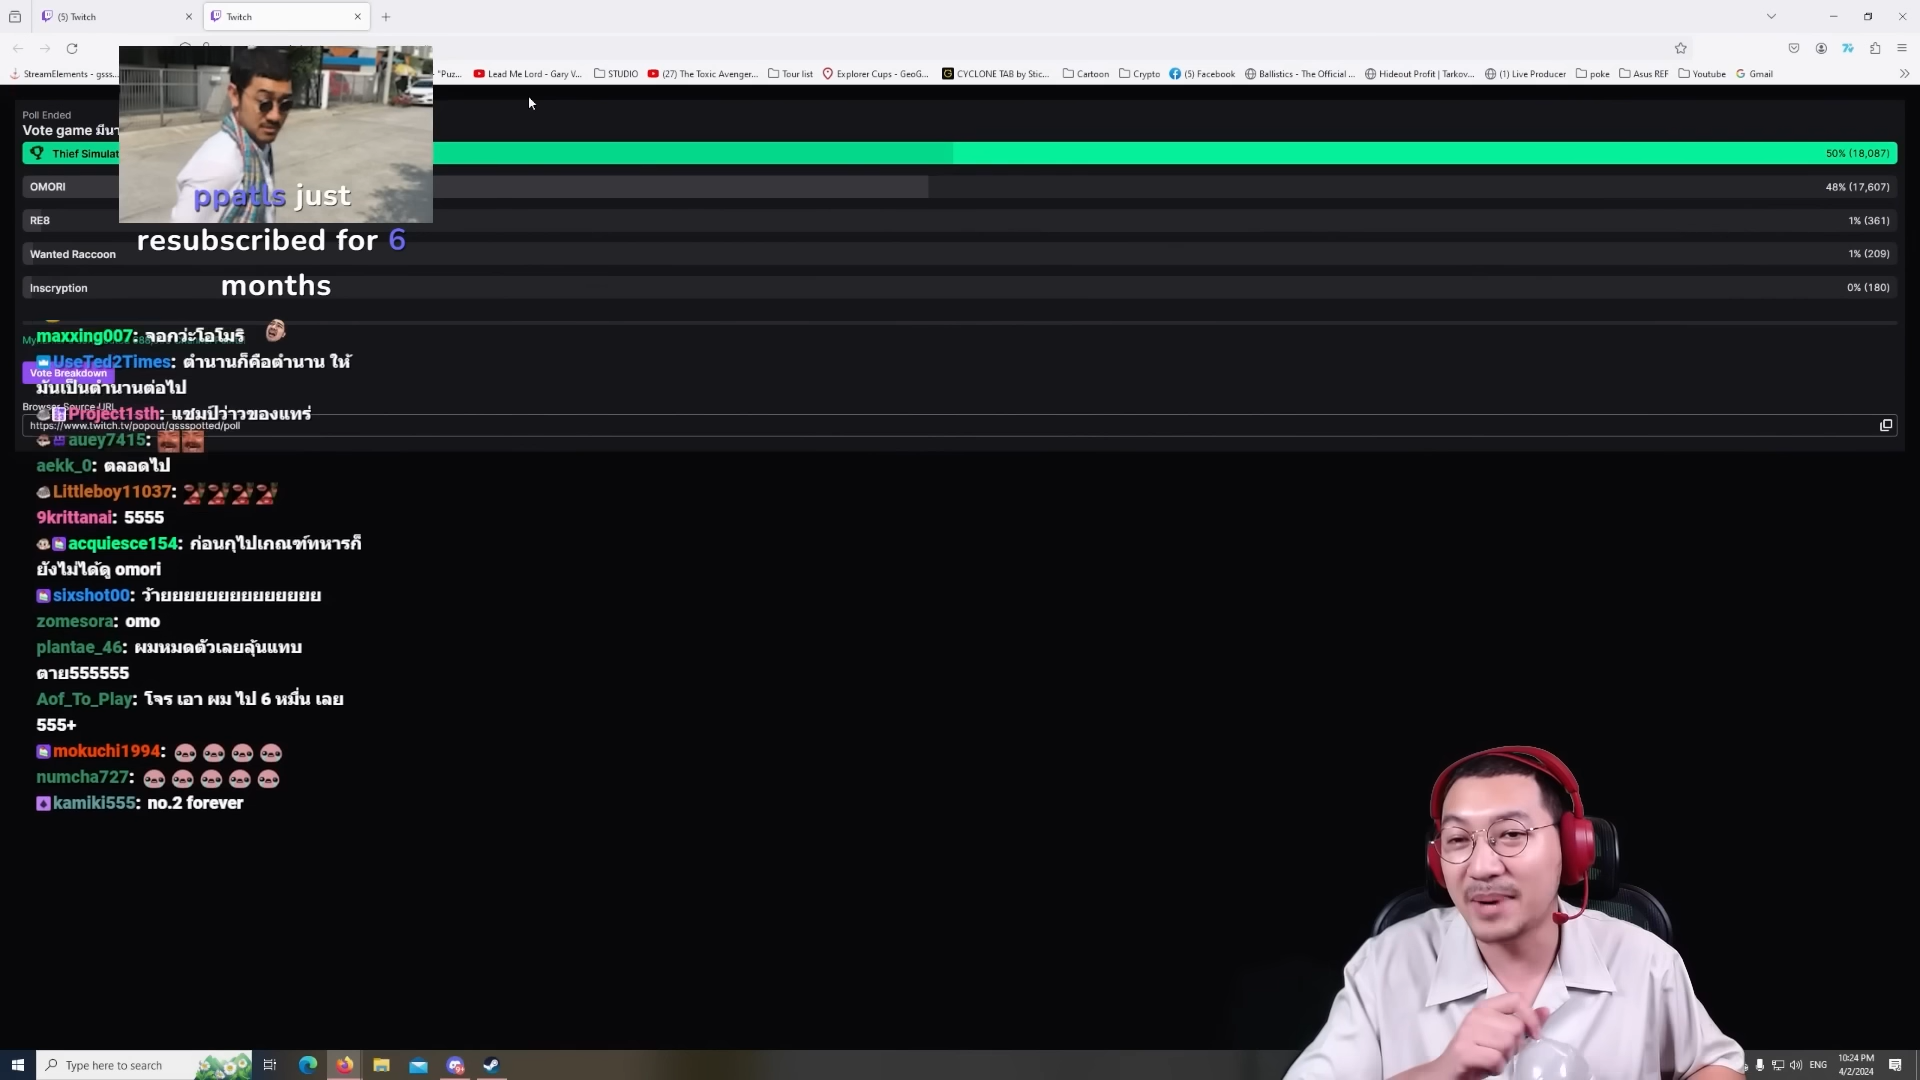 (5) Twitch
Twitch
StreamElements - gsss...
"Puz...
Lead Me Lord - Gary V...
STUDIO
(27) The Toxic Avenger...
Tour list
Explorer Cups - GeoG...
CYCLONE TAB by Stic...
Cartoon
Crypto
(5) Facebook
Ballistics - The Official ...
Hideout Profit | Tarkov...
(1) Live Producer
poke
Asus REF
Youtube
Gmail
Poll Ended
Vote game มีนา
Thief Simulat
50% (18,087)
OMORI
48% (17,607)
RE8
1% (361)
Wanted Raccoon
1% (209)
Inscryption
0% (180)
ppatls just
resubscribed for 6
months
maxxing007: จอกว่ะโอโมริ
UseTed2Times: ตำนานก็คือตำนาน ให้
มันเป็นตำนานต่อไป
Vote Breakdown
Browser Source URL
Project1sth: แชมป์ว่าวของแทร่
https://www.twitch.tv/popout/gssspotted/poll
auey7415:
aekk_0: ตลอดไป
Littleboy11037:
9krittanai: 5555
acquiesce154: ก่อนกุไปเกณฑ์ทหารก็
ยังไม่ได้ดู omori
sixshot00: ว้ายยยยยยยยยยยยยย
zomesora: omo
plantae_46: ผมหมดตัวเลยลุ้นแทบ
ตาย555555
Aof_To_Play: โจร เอา ผม ไป 6 หมื่น เลย
555+
mokuchi1994:
numcha727:
kamiki555: no.2 forever
Type here to search
ENG
10:24 PM
4/2/2024